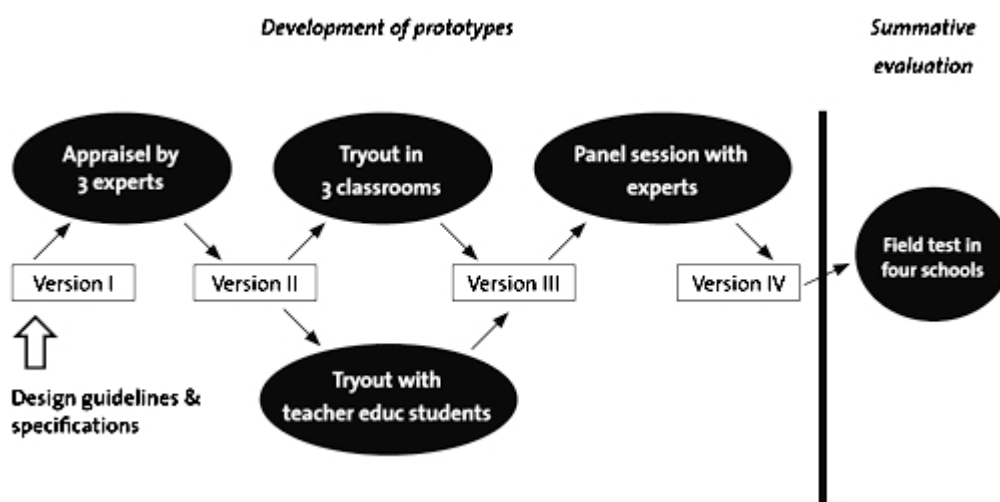 Development of prototypes
Summative
evaluation
Appraisel by
3 experts
Tryout in
3 classrooms
Panel session with
experts
Field test in
four schools
Version I
Version II
Version III
Version IV
Design guidelines &
specifications
Tryout with
teacher educ students